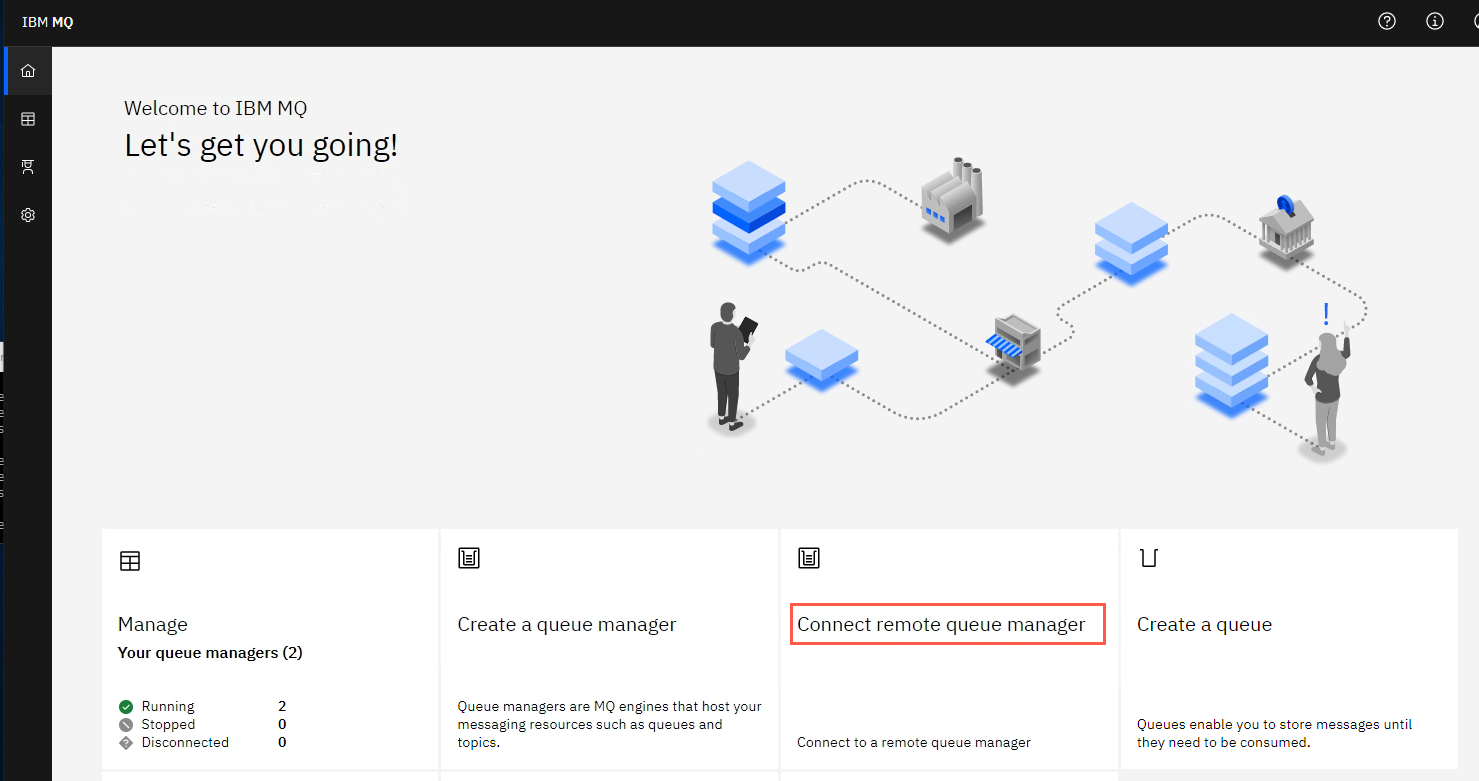 IBM MQ
Welcome to IBM MQ
Let's get you going!
Manage
Your queue managers (2)
Running 2
Stopped 0
Disconnected 0
Create a queue manager
Queue managers are MQ engines that host your
messaging resources such as queues and
topics.
Connect remote queue manager
Connect to a remote queue manager
Create a queue
Queues enable you to store messages until
they need to be consumed.